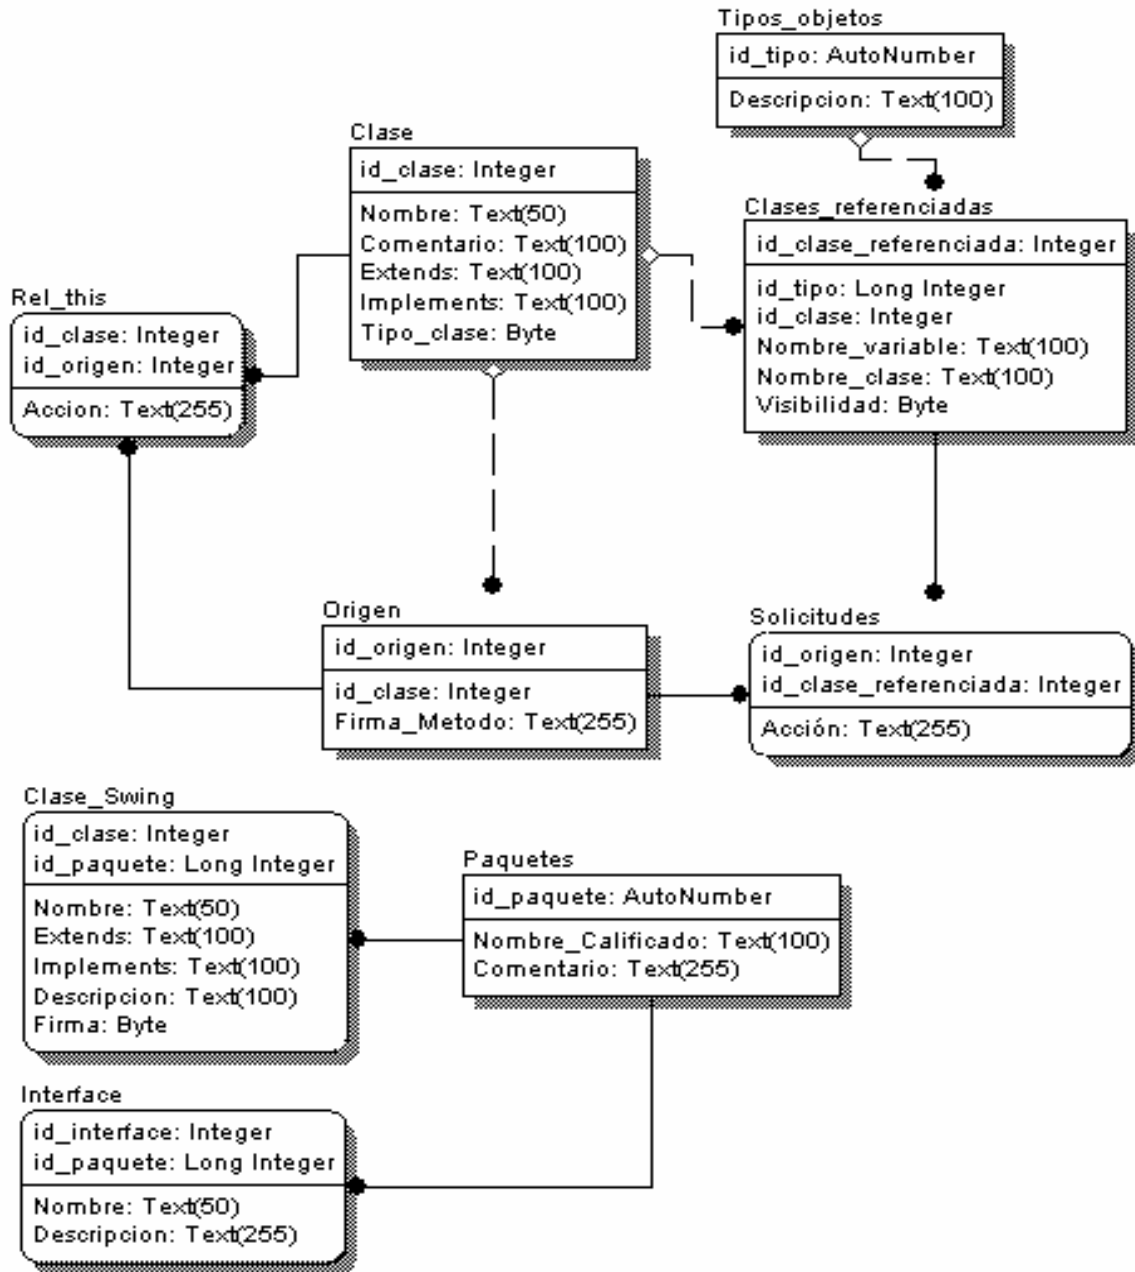 Tipos_objetos
id_tipo: AutoNumber
Descripcion: Text(100)
Clase
id_clase: Integer
Nombre: Text(50)
Comentario: Text(100)
Extends: Text(100)
Implements: Text(100)
Tipo_clase: Byte
Clases_referenciadas
id_clase_referenciada: Integer
id_tipo: Long Integer
id_clase: Integer
Nombre_variable: Text(100)
Nombre_clase: Text(100)
Visibilidad: Byte
Rel_this
id_clase: Integer
id_origen: Integer
Accion: Text(255)
Origen
id_origen: Integer
id_clase: Integer
Firma_Metodo: Text(255)
Solicitudes
id_origen: Integer
id_clase_referenciada: Integer
Acción: Text(255)
Clase_Swing
id_clase: Integer
id_paquete: Long Integer
Nombre: Text(50)
Extends: Text(100)
Implements: Text(100)
Descripcion: Text(100)
Firma: Byte
Paquetes
id_paquete: AutoNumber
Nombre_Calificado: Text(100)
Comentario: Text(255)
Interface
id_interface: Integer
id_paquete: Long Integer
Nombre: Text(50)
Descripcion: Text(255)